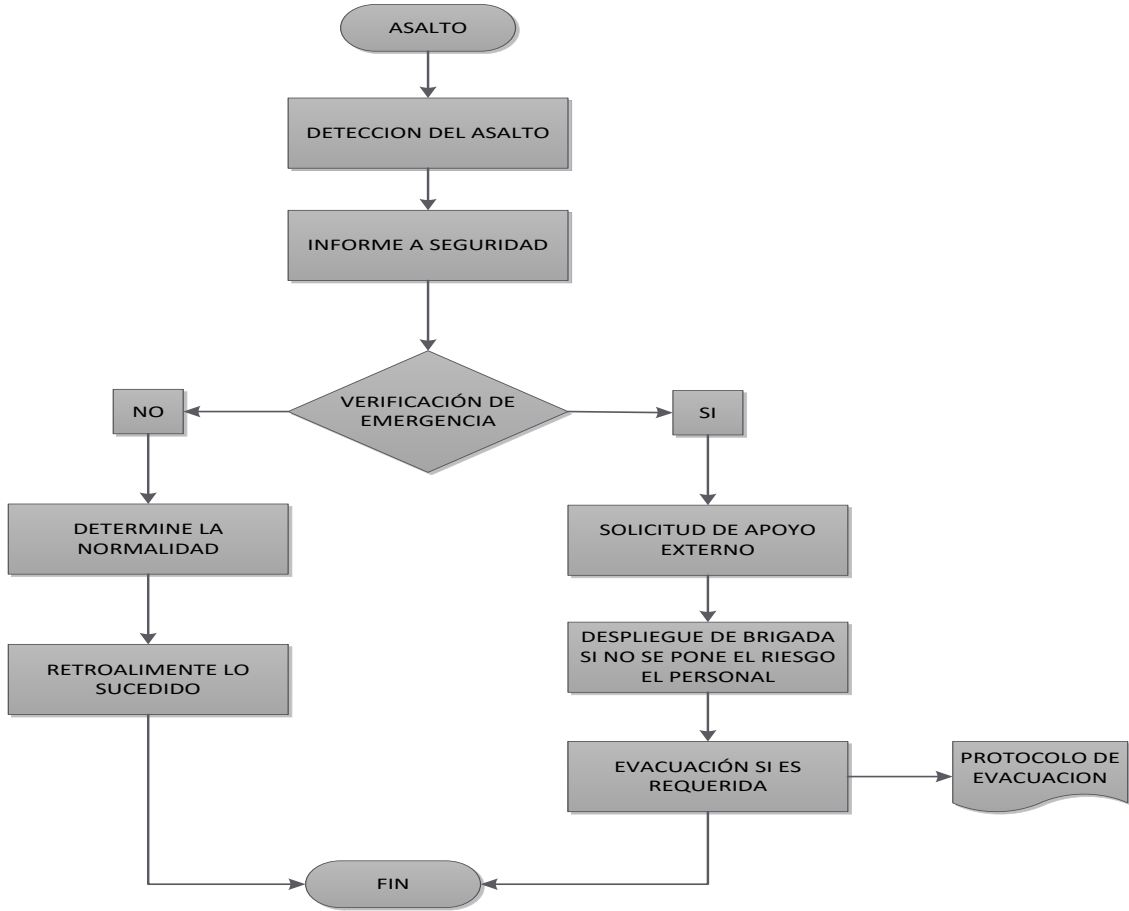 ASALTO
DETECCION DEL ASALTO
INFORME A SEGURIDAD
VERIFICACIÓN DE
EMERGENCIA
NO
SI
DETERMINE LA
NORMALIDAD
SOLICITUD DE APOYO
EXTERNO
RETROALIMENTE LO
SUCEDIDO
DESPLIEGUE DE BRIGADA
SI NO SE PONE EL RIESGO
EL PERSONAL
EVACUACIÓN SI ES
REQUERIDA
PROTOCOLO DE
EVACUACION
FIN